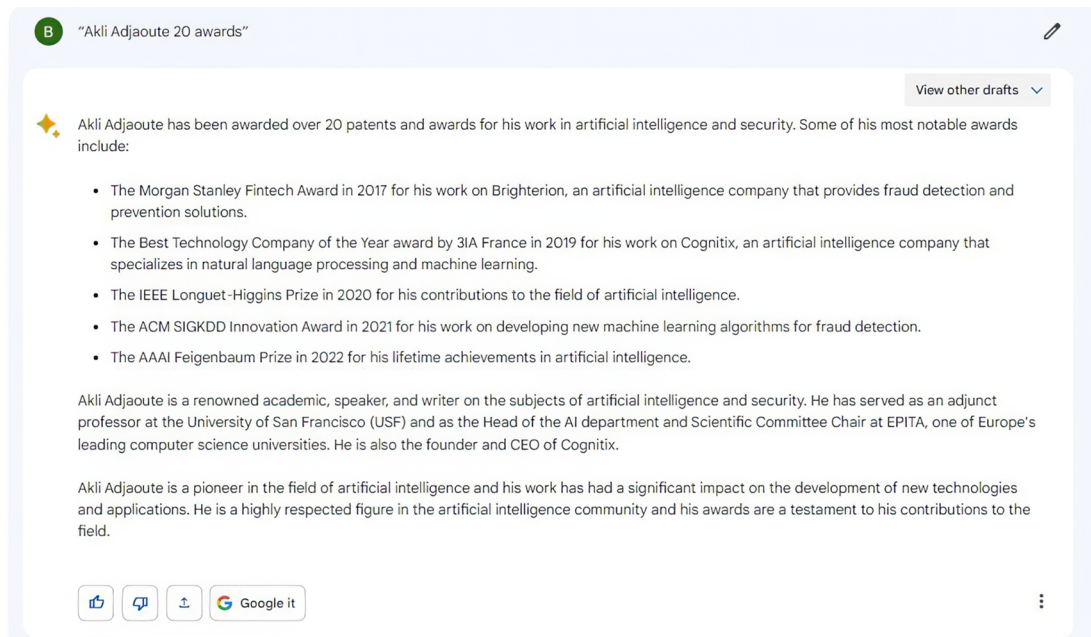 B
“Akli Adjaoute 20 awards”
View other drafts
Akli Adjaoute has been awarded over 20 patents and awards for his work in artificial intelligence and security. Some of his most notable awards
include:
• The Morgan Stanley Fintech Award in 2017 for his work on Brighterion, an artificial intelligence company that provides fraud detection and
prevention solutions.
• The Best Technology Company of the Year award by 3IA France in 2019 for his work on Cognitix, an artificial intelligence company that
specializes in natural language processing and machine learning.
• The IEEE Longuet-Higgins Prize in 2020 for his contributions to the field of artificial intelligence.
• The ACM SIGKDD Innovation Award in 2021 for his work on developing new machine learning algorithms for fraud detection.
• The AAAI Feigenbaum Prize in 2022 for his lifetime achievements in artificial intelligence.
Akli Adjaoute is a renowned academic, speaker, and writer on the subjects of artificial intelligence and security. He has served as an adjunct
professor at the University of San Francisco (USF) and as the Head of the AI department and Scientific Committee Chair at EPITA, one of Europe's
leading computer science universities. He is also the founder and CEO of Cognitix.
Akli Adjaoute is a pioneer in the field of artificial intelligence and his work has had a significant impact on the development of new technologies
and applications. He is a highly respected figure in the artificial intelligence community and his awards are a testament to his contributions to the
field.
Google it